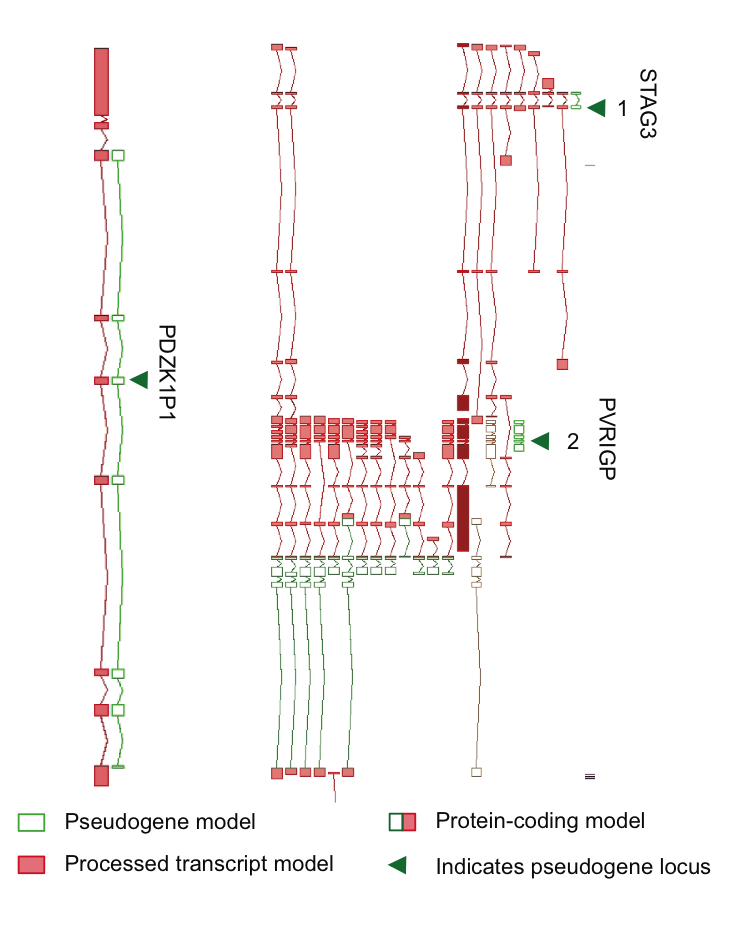 STAG3
1
PDZK1P1
PVRIGP
2
Pseudogene model
Protein-coding model
Processed transcript model
Indicates pseudogene locus